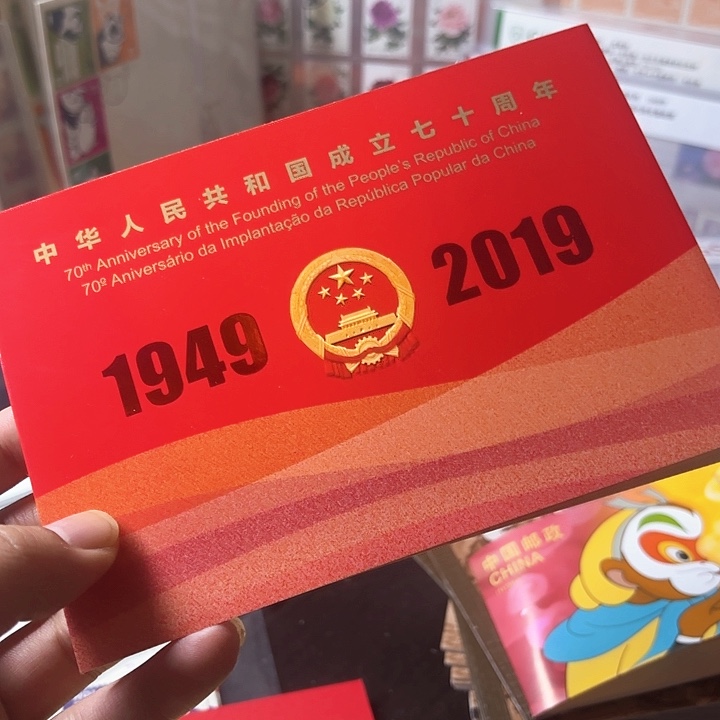 中华人民共和国成立七十周年
70th Anniversary of the Founding of the People's Republic of China
70º Aniversário da Implantação da República Popular da China
1949
2019
中国邮政
CHINA